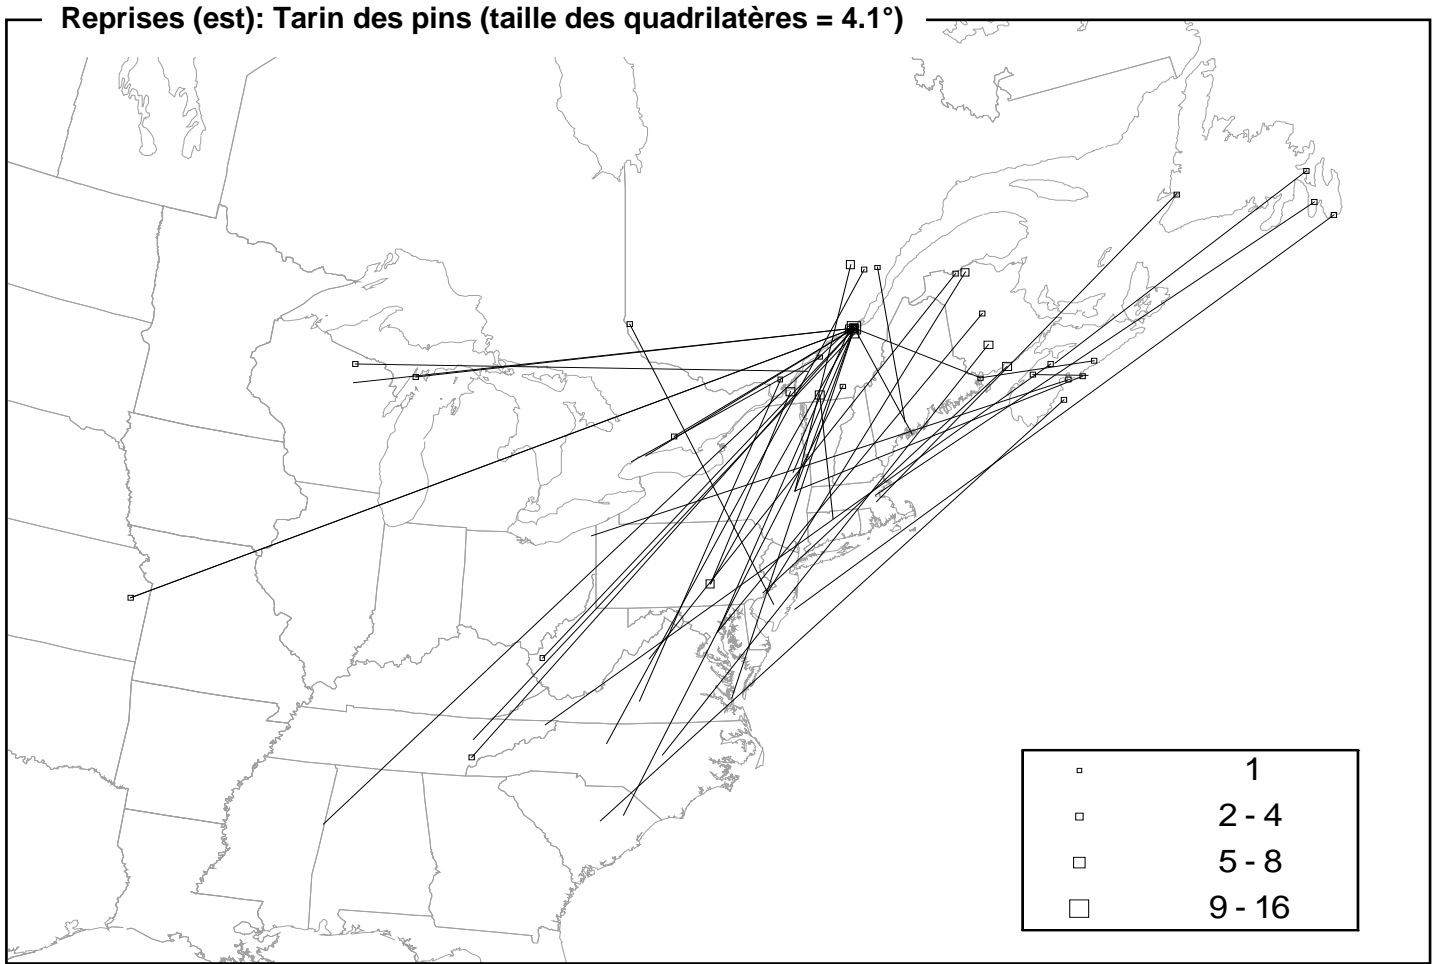 Reprises (est): Tarin des pins (taille des quadrilatères = 4.1°)
1
2 - 4
5 - 8
9 - 16